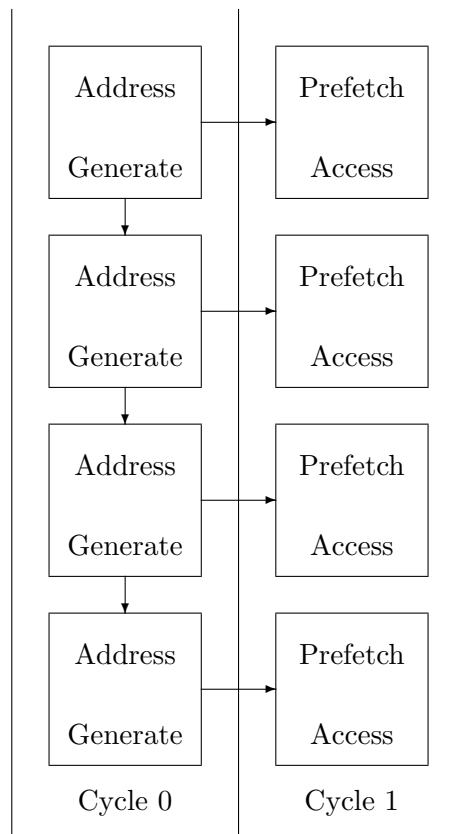 Address
Generate
Prefetch
Access
Address
Generate
Prefetch
Access
Address
Generate
Prefetch
Access
Address
Generate
Prefetch
Access
Cycle 0
Cycle 1